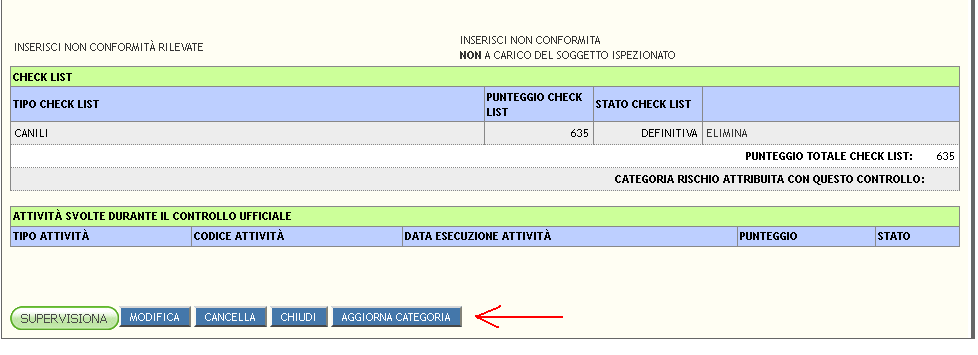 INSERISCI NON CONFORMITÀ RILEVATE
INSERISCI NON CONFORMITA
NON A CARICO DEL SOGGETTO ISPEZIONATO
CHECK LIST
TIPO CHECK LIST PUNTEGGIO CHECK LIST STATO CHECK LIST
CANILI 635 DEFINITIVA ELIMINA
PUNTEGGIO TOTALE CHECK LIST: 635
CATEGORIA RISCHIO ATTRIBUITA CON QUESTO CONTROLLO:
ATTIVITÀ SVOLTE DURANTE IL CONTROLLO UFFICIALE
TIPO ATTIVITÀ CODICE ATTIVITÀ DATA ESECUZIONE ATTIVITÀ PUNTEGGIO STATO
SUPERVISIONA MODIFICA CANCELLA CHIUDI AGGIORNA CATEGORIA